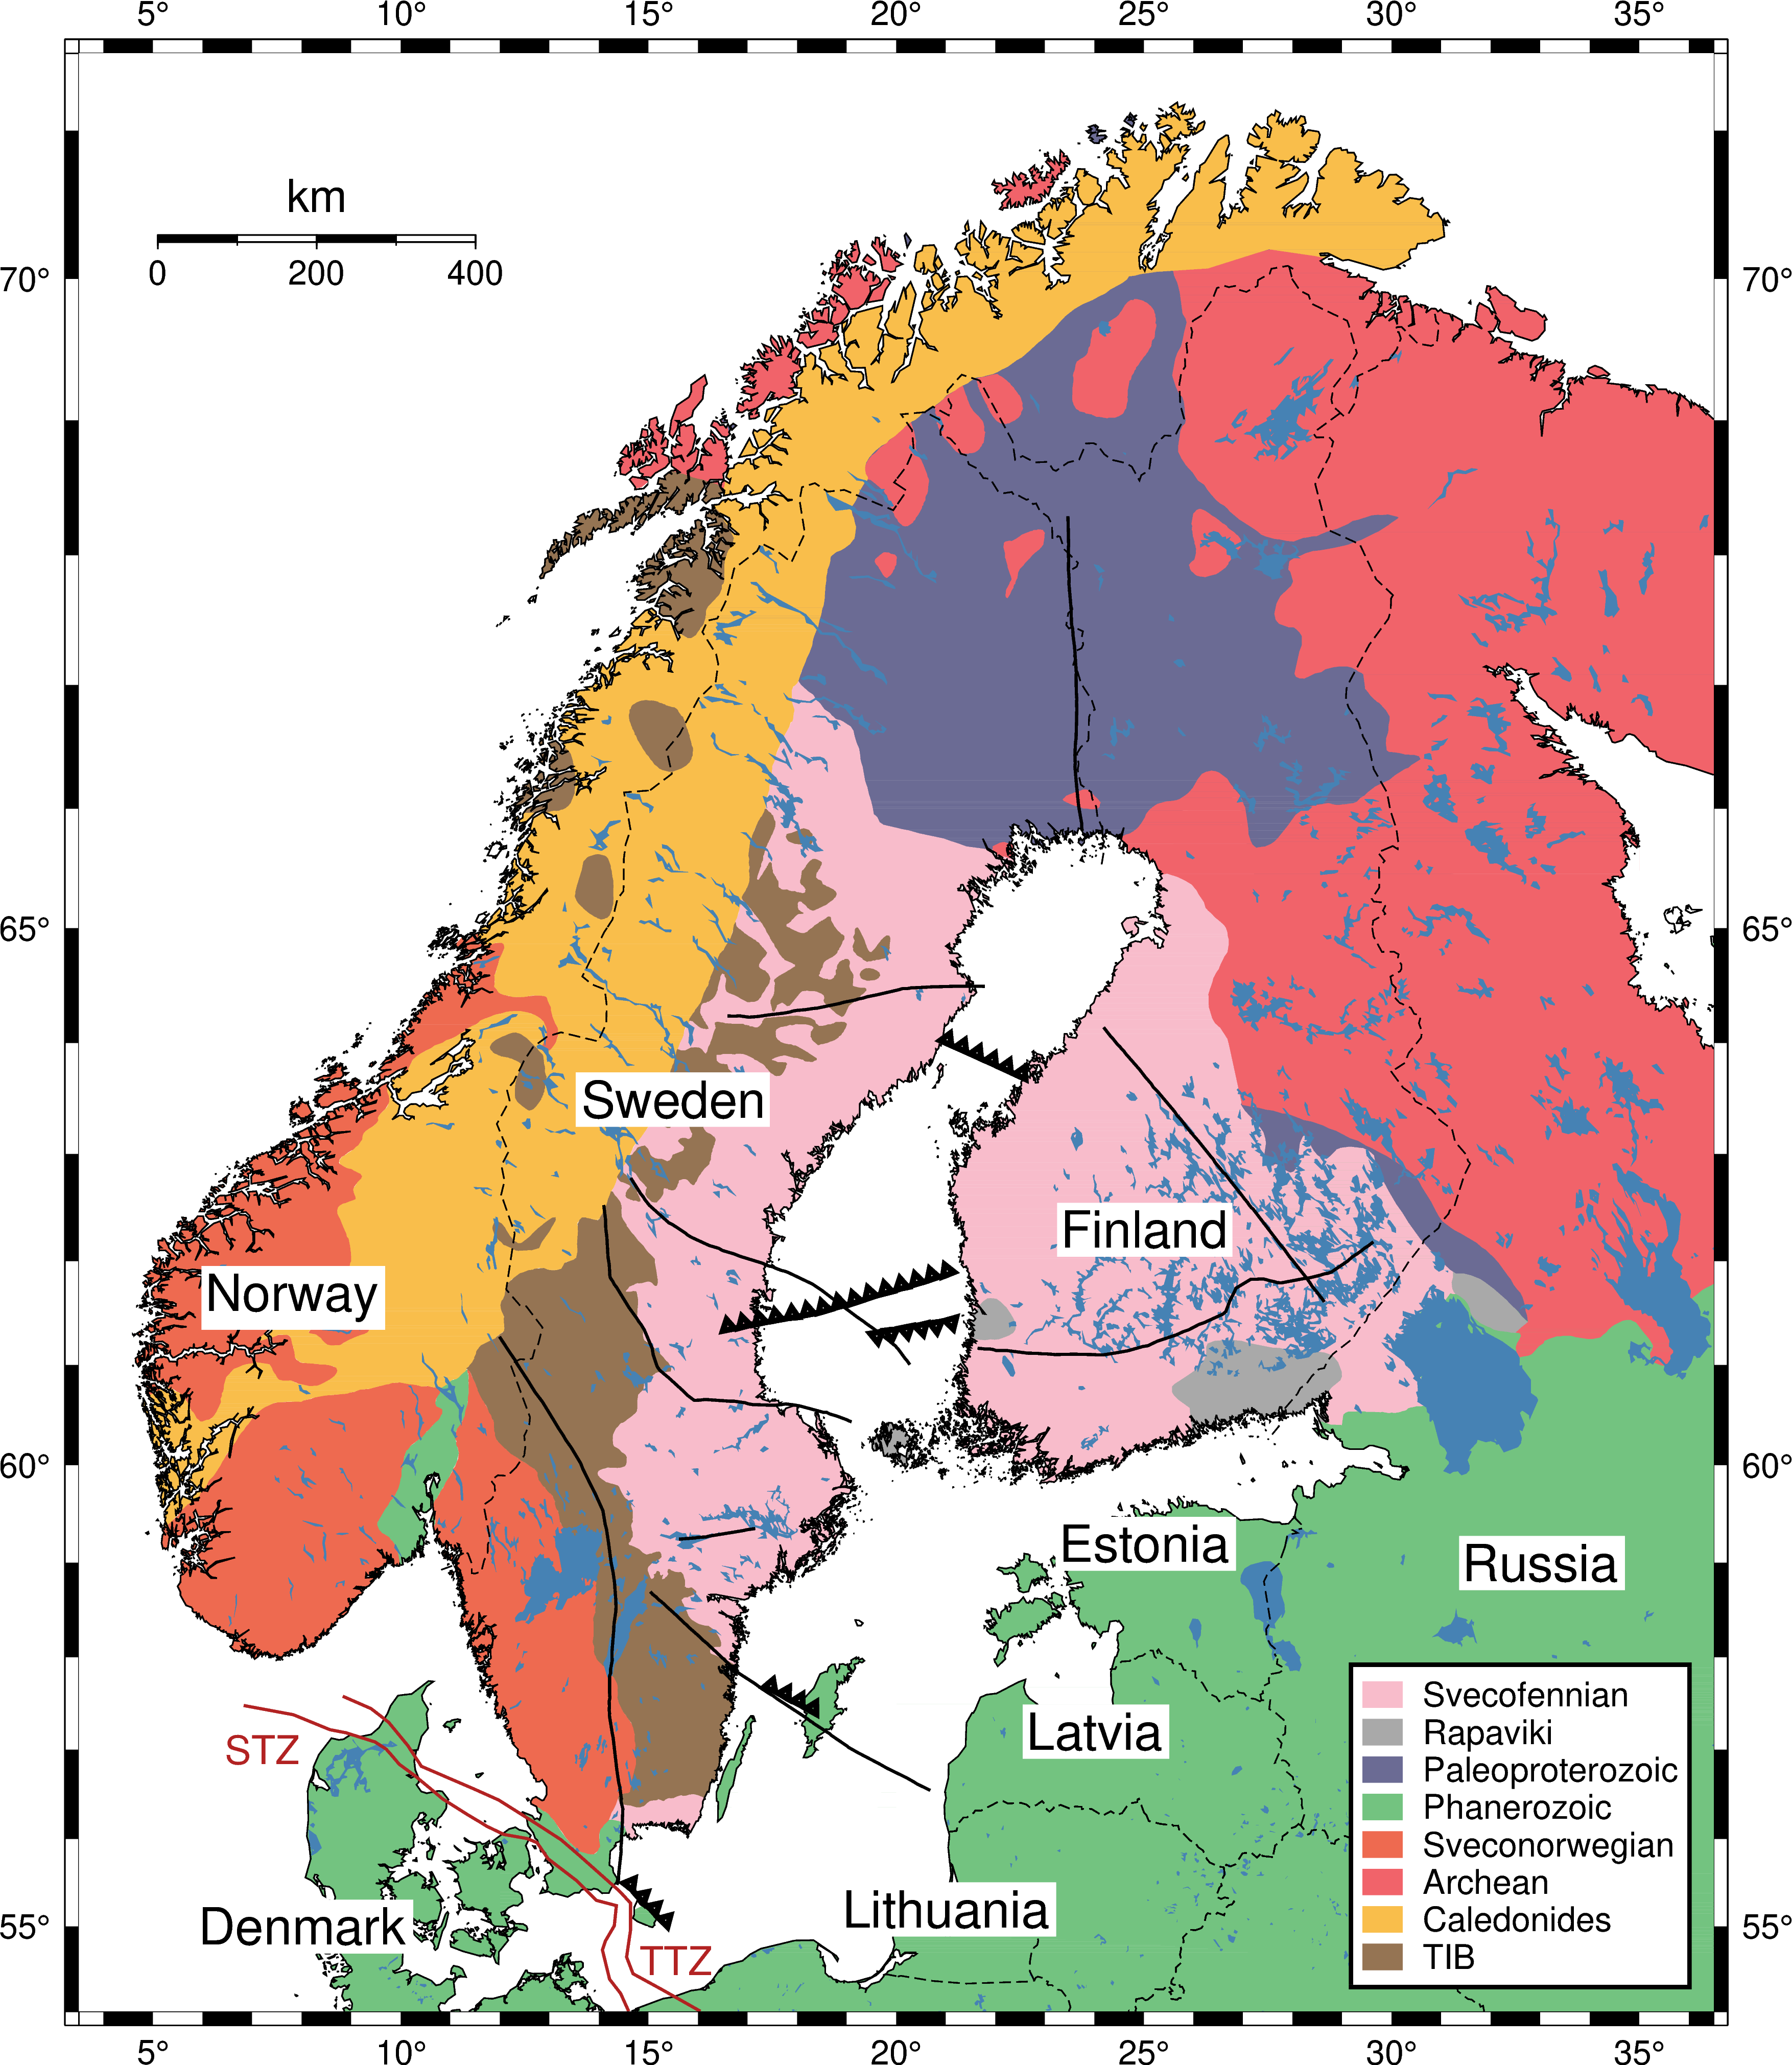 5° 10° 15° 20° 25° 30° 35°
km
0 200 400
70° 70°
65° 65°
Sweden
Finland
Norway
60° 60°
Estonia
Russia
STZ
Latvia
Svecofennian
Rapaviki
Paleoproterozoic
Phanerozoic
Sveconorwegian
Archean
Caledonides
TIB
Lithuania
Denmark
55° 55°
TTZ
5° 10° 15° 20° 25° 30° 35°